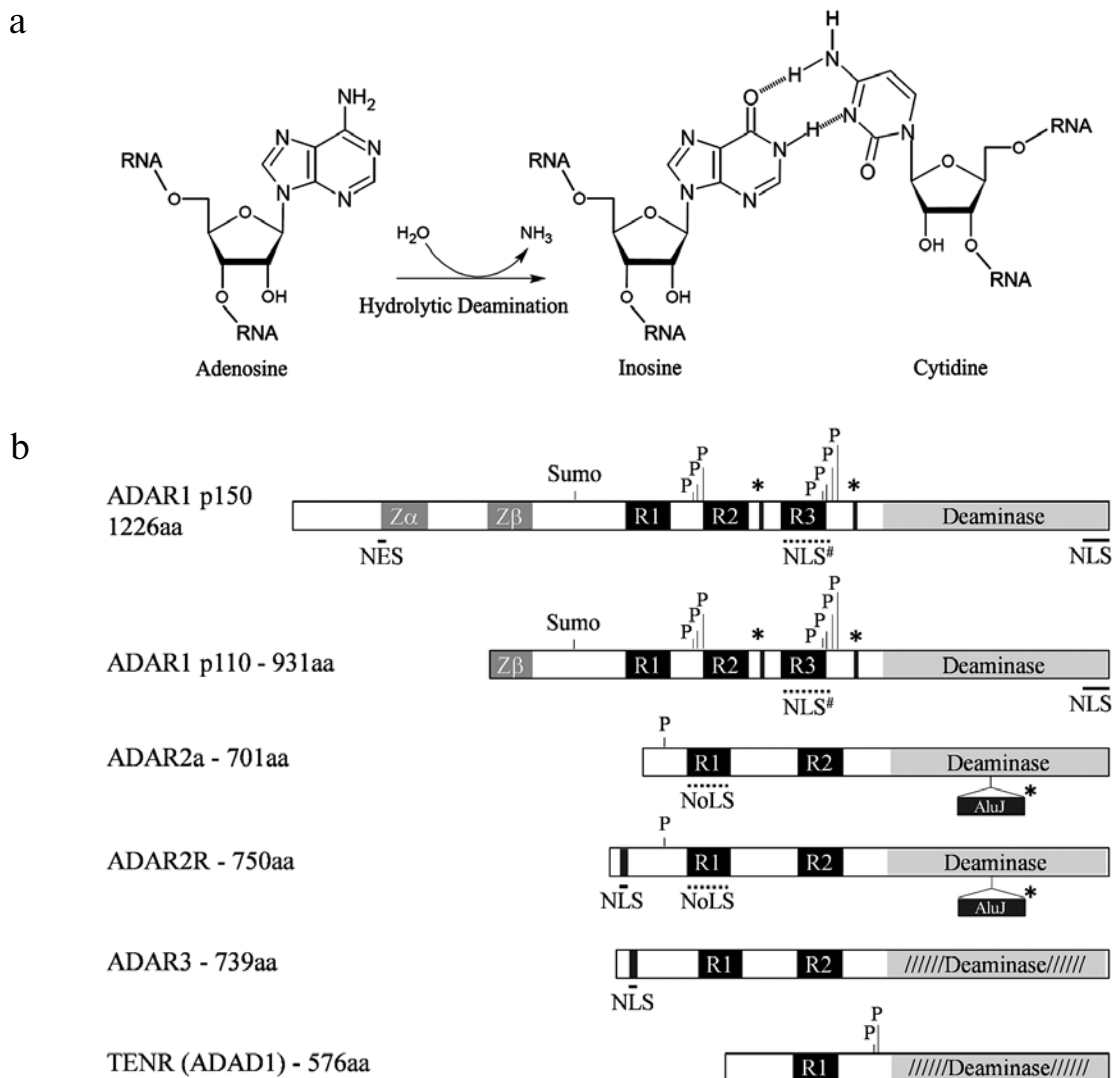 a
H
H N
NH2
O H
N N N H N N
RNA N N N N O RNA
O O O O O
H2O NH3
OH
O OH O OH O
Hydrolytic Deamination
RNA RNA RNA
Adenosine Inosine Cytidine
b
P
P P
P P
Sumo P * P *
ADAR1 p150 Zα Zβ R1 R2 R3 Deaminase
1226aa
NES NLS# NLS
P
P P
P P
Sumo P * P *
ADAR1 p110 - 931aa Zβ R1 R2 R3 Deaminase
NLS# NLS
P
ADAR2a - 701aa R1 R2 Deaminase
NoLS AluJ *
P
ADAR2R - 750aa R1 R2 Deaminase
NLS NoLS AluJ *
ADAR3 - 739aa R1 R2 //////Deaminase//////
NLS
P
P
TENR (ADAD1) - 576aa R1 //////Deaminase//////